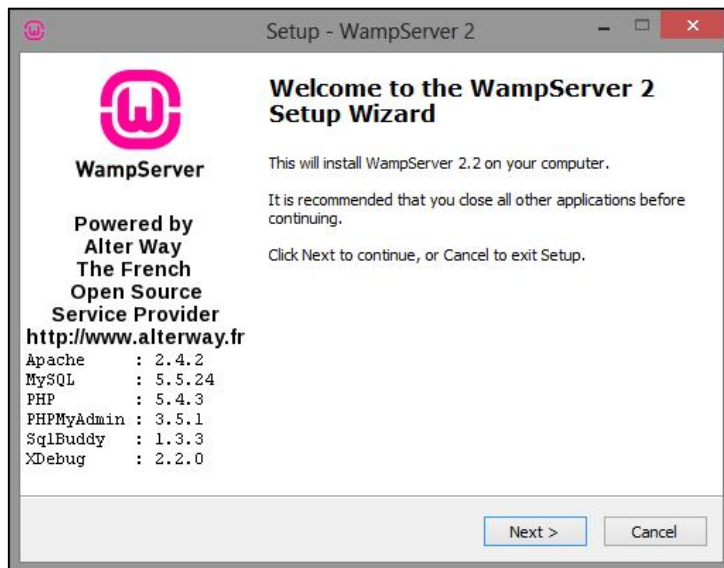 Setup - WampServer 2
WampServer
Powered by
Alter Way
The French
Open Source
Service Provider
http://www.alterway.fr
Apache : 2.4.2
MySQL : 5.5.24
PHP : 5.4.3
PHPMyAdmin : 3.5.1
SqlBuddy : 1.3.3
XDebug : 2.2.0
Welcome to the WampServer 2
Setup Wizard
This will install WampServer 2.2 on your computer.
It is recommended that you close all other applications before
continuing.
Click Next to continue, or Cancel to exit Setup.
Next >
Cancel